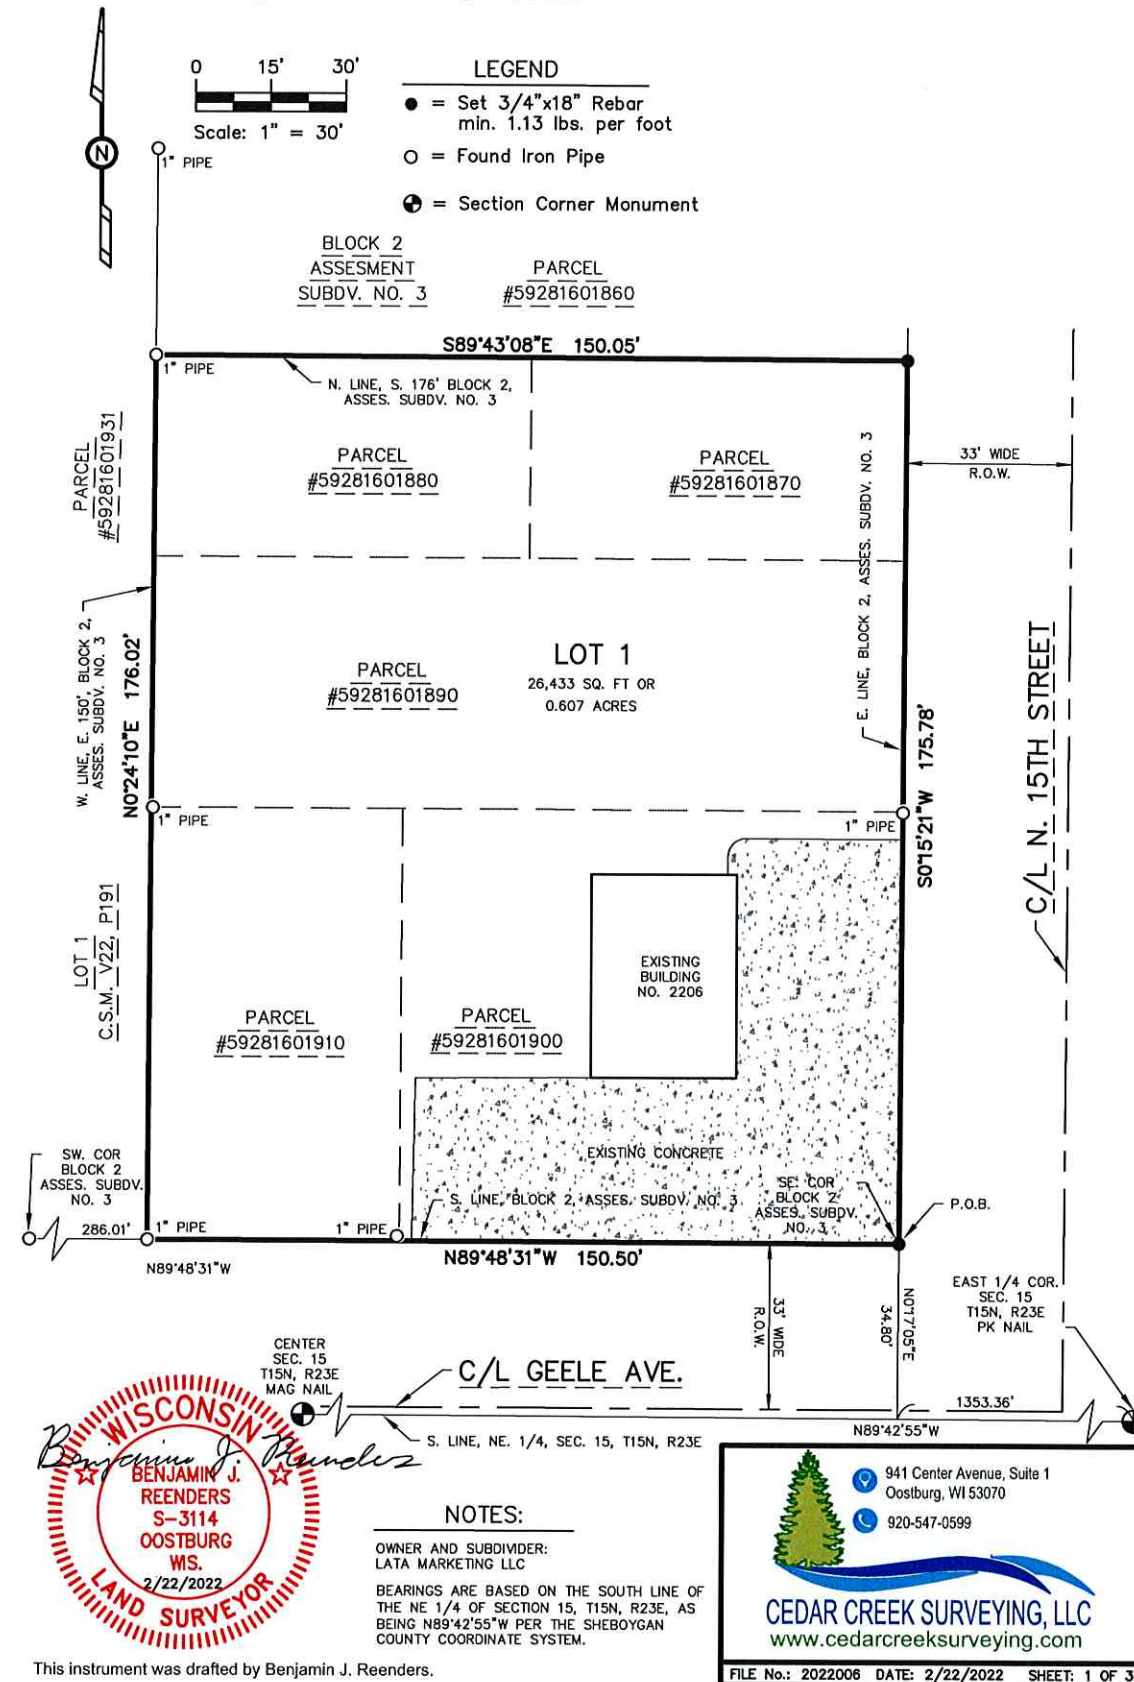 0 15' 30'
Scale: 1" = 30'
LEGEND
= Set 3/4"x18" Rebar
min. 1.13 lbs. per foot
= Found Iron Pipe
= Section Corner Monument
N
1" PIPE
BLOCK 2
ASSESMENT
SUBDV. NO. 3
PARCEL
#59281601860
S89°43'08"E 150.05'
1" PIPE
N. LINE, S. 176' BLOCK 2,
ASSES. SUBDV. NO. 3
PARCEL
#59281601931
PARCEL
#59281601880
PARCEL
#59281601870
E. LINE, BLOCK 2, ASSES. SUBDV. NO. 3
33' WIDE
R.O.W.
W. LINE, E. 150', BLOCK 2,
ASSES. SUBDV. NO. 3
N0°24'10"E 176.02'
LOT 1
26,433 SQ. FT OR
0.607 ACRES
PARCEL
#59281601890
S0°15'21"W 175.78'
C/L N. 15TH STREET
1" PIPE
1" PIPE
LOT 1
C.S.M. V22, P191
EXISTING
BUILDING
NO. 2206
PARCEL
#59281601910
PARCEL
#59281601900
EXISTING CONCRETE
SW. COR
BLOCK 2
ASSES. SUBDV.
NO. 3
S. LINE, BLOCK 2, ASSES. SUBDV. NO. 3
SE. COR
BLOCK 2
ASSES. SUBDV.
NO. 3
P.O.B.
286.01'
1" PIPE
1" PIPE
N89°48'31"W
N89°48'31"W 150.50'
33' WIDE
R.O.W.
N0°17'05"E
34.80'
EAST 1/4 COR.
SEC. 15
T15N, R23E
PK NAIL
CENTER
SEC. 15
T15N, R23E
MAG NAIL
C/L GEELE AVE.
1353.36'
N89°42'55"W
S. LINE, NE. 1/4, SEC. 15, T15N, R23E
WISCONSIN
Benjamin J. Reenders
BENJAMIN J.
REENDERS
S-3114
OOSTBURG
WIS.
2/22/2022
LAND SURVEYOR
NOTES:
OWNER AND SUBDIVIDER:
LATA MARKETING LLC
BEARINGS ARE BASED ON THE SOUTH LINE OF
THE NE 1/4 OF SECTION 15, T15N, R23E, AS
BEING N89°42'55"W PER THE SHEBOYGAN
COUNTY COORDINATE SYSTEM.
This instrument was drafted by Benjamin J. Reenders.
941 Center Avenue, Suite 1
Oostburg, WI 53070
920-547-0599
CEDAR CREEK SURVEYING, LLC
www.cedarcreeksurveying.com
FILE No.: 2022006 DATE: 2/22/2022 SHEET: 1 OF 3